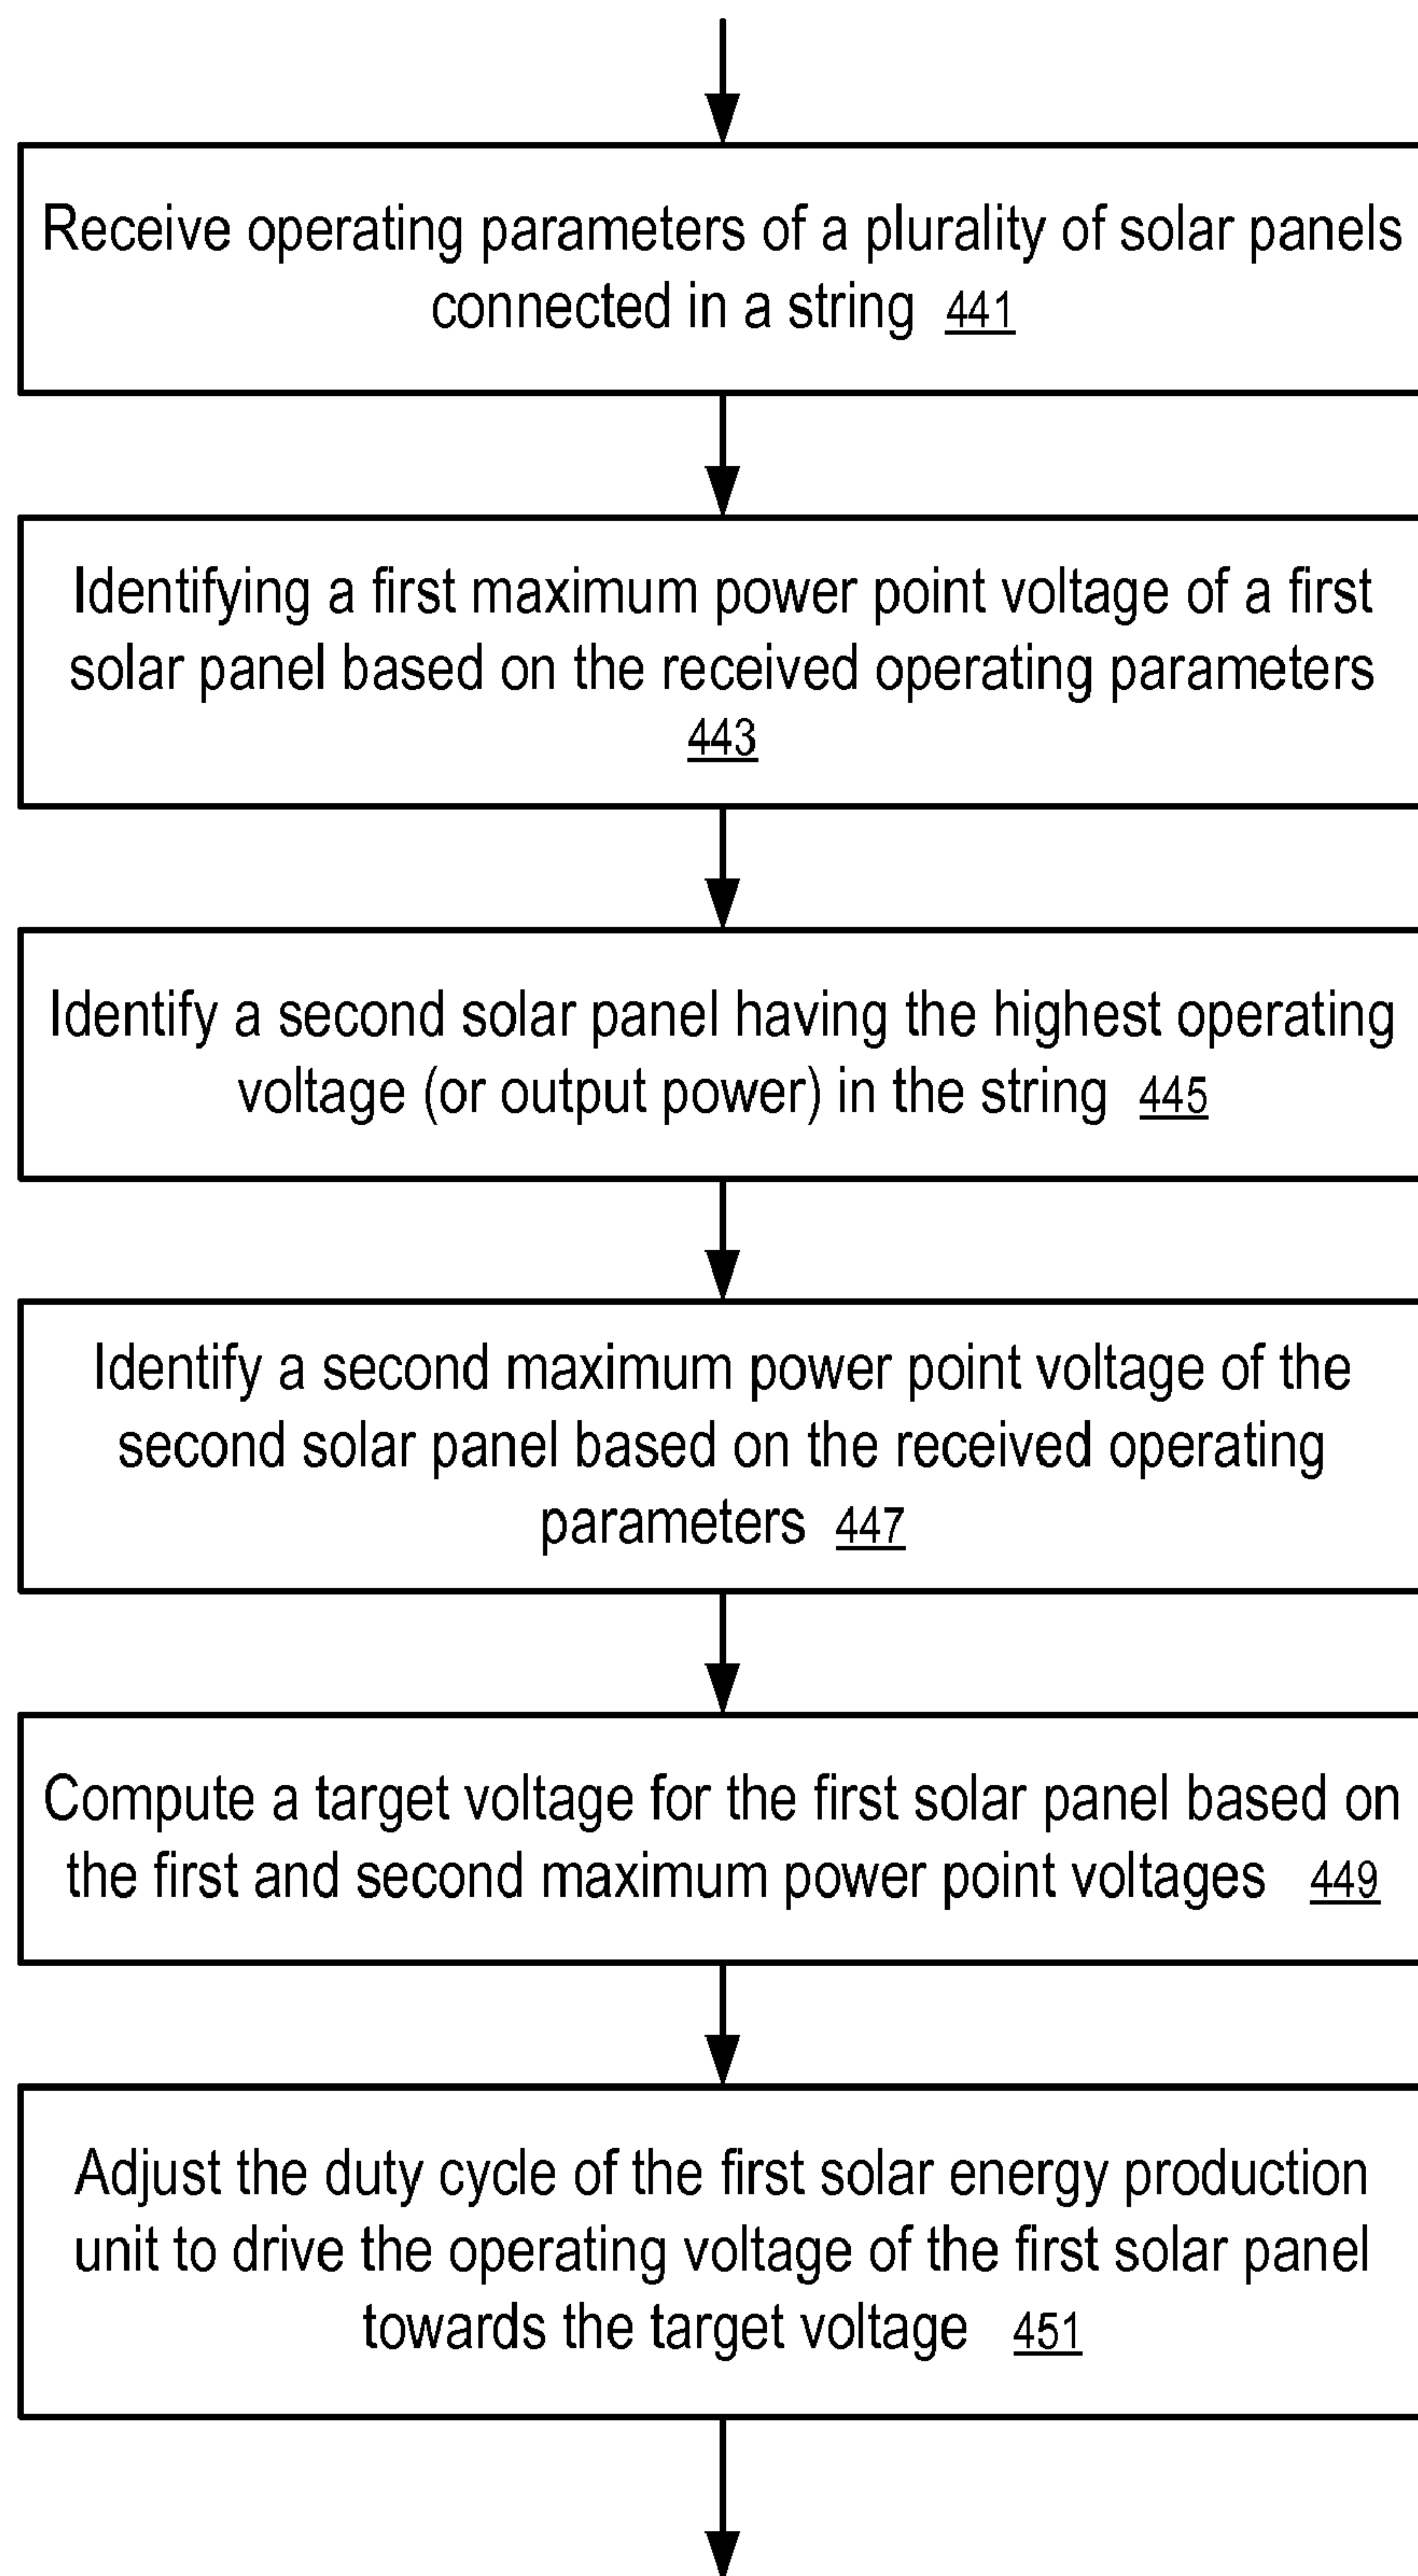 Receive operating parameters of a plurality of solar panels
connected in a string 441
Identifying a first maximum power point voltage of a first
solar panel based on the received operating parameters
443
Identify a second solar panel having the highest operating
voltage (or output power) in the string 445
Identify a second maximum power point voltage of the
second solar panel based on the received operating
parameters 447
Compute a target voltage for the first solar panel based on
the first and second maximum power point voltages 449
Adjust the duty cycle of the first solar energy production
unit to drive the operating voltage of the first solar panel
towards the target voltage 451